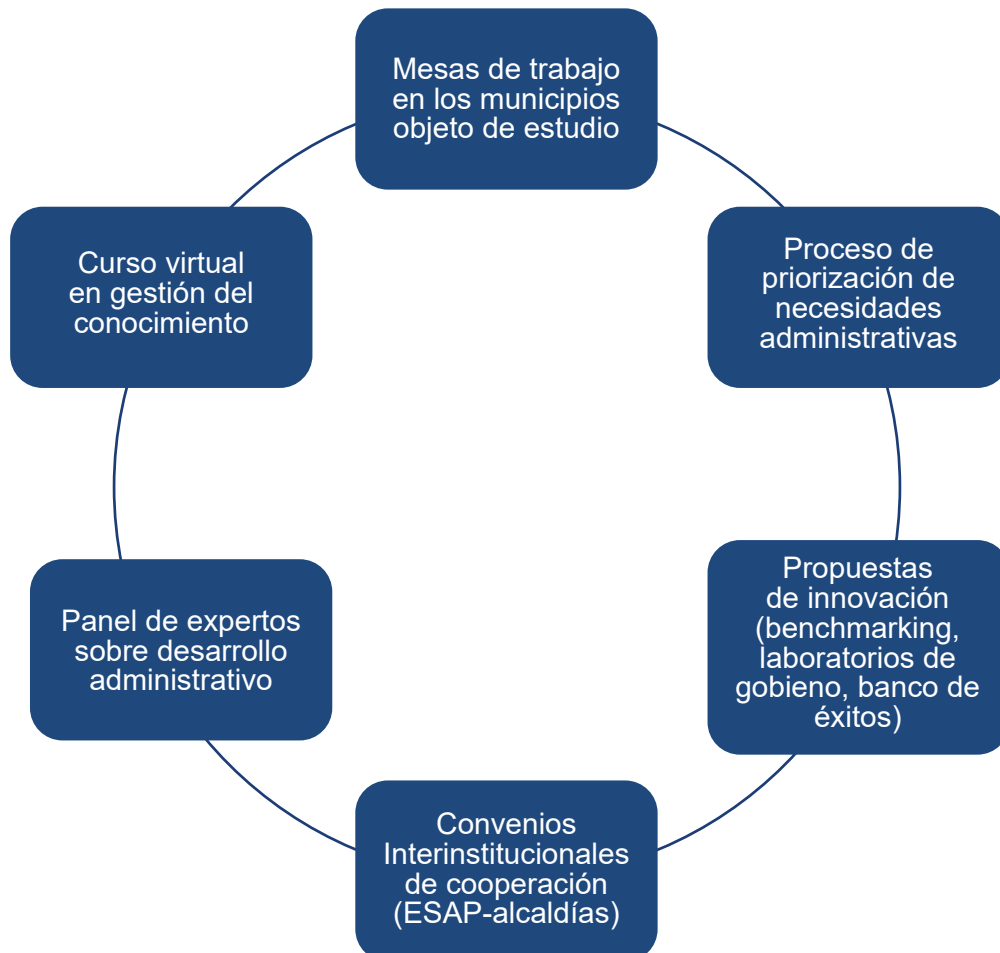 Mesas de trabajo
en los municipios
objeto de estudio
Proceso de
priorización de
necesidades
administrativas
Propuestas
de innovación
(benchmarking,
laboratorios de
gobieno, banco de
éxitos)
Convenios
Interinstitucionales
de cooperación
(ESAP-alcaldías)
Panel de expertos
sobre desarrollo
administrativo
Curso virtual
en gestión del
conocimiento